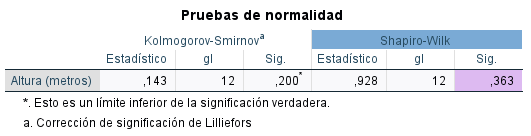 Pruebas de normalidad
Kolmogorov-Smirnovᵃ Shapiro-Wilk
Estadístico gl Sig. Estadístico gl Sig.
Altura (metros) ,143 12 ,200* ,928 12 ,363
*. Esto es un límite inferior de la significación verdadera.
a. Corrección de significación de Lilliefors